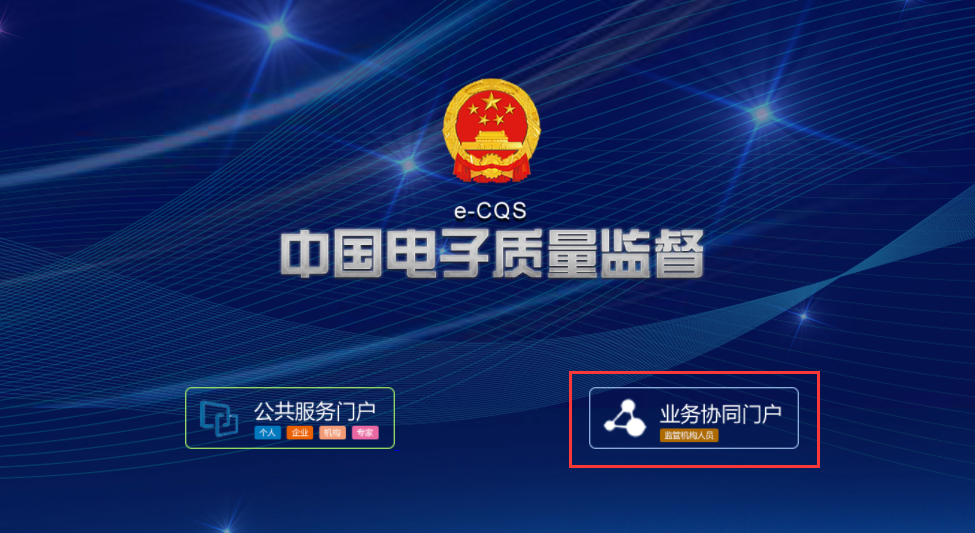 e-CQS
中国电子质量监督
公共服务门户
个人 企业 机构 专家
业务协同门户
监管机构人员